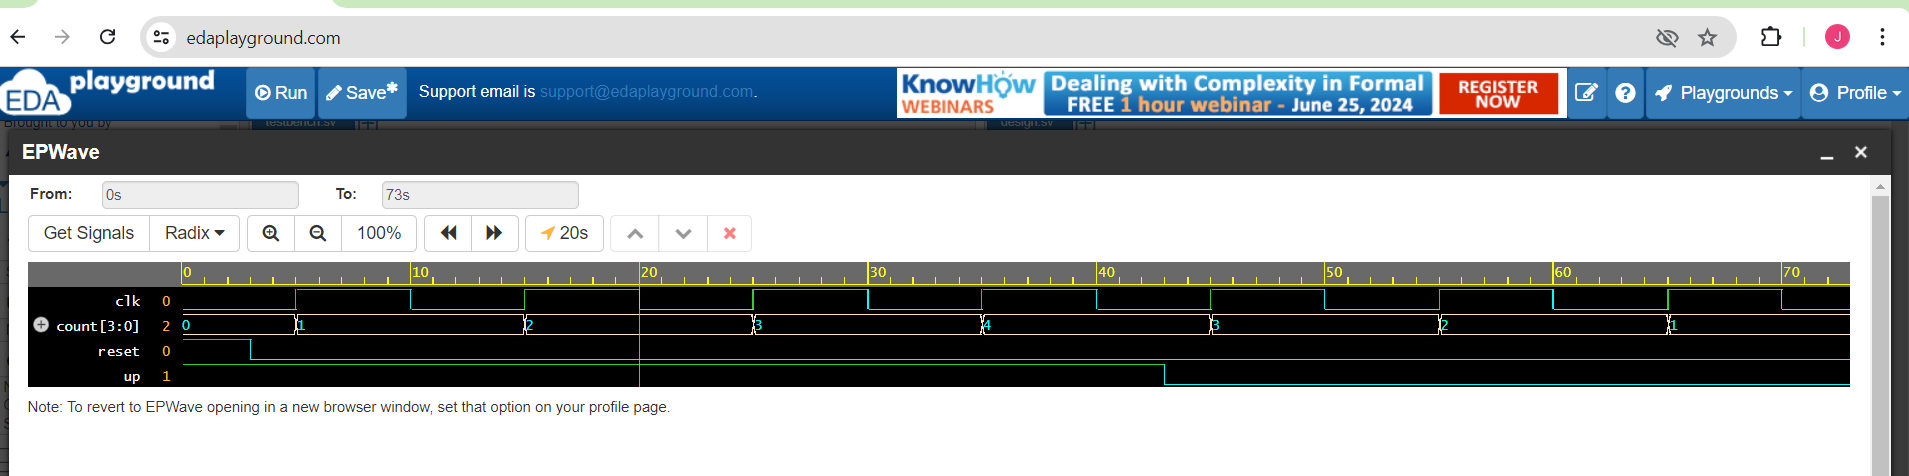 edaplayground.com
J
EDA playground
Run
Save*
Support email is support@edaplayground.com.
KnowHow WEBINARS
Dealing with Complexity in Formal
FREE 1 hour webinar - June 25, 2024
REGISTER NOW
Playgrounds
Profile
Brought to you by
testbench.sv
design.sv
EPWave
From: 0s To: 73s
Get Signals Radix 100% 20s
0 10 20 30 40 50 60 70
clk 0
count[3:0] 2 0 1 2 3 4 3 2 1
reset 0
up 1
Note: To revert to EPWave opening in a new browser window, set that option on your profile page.